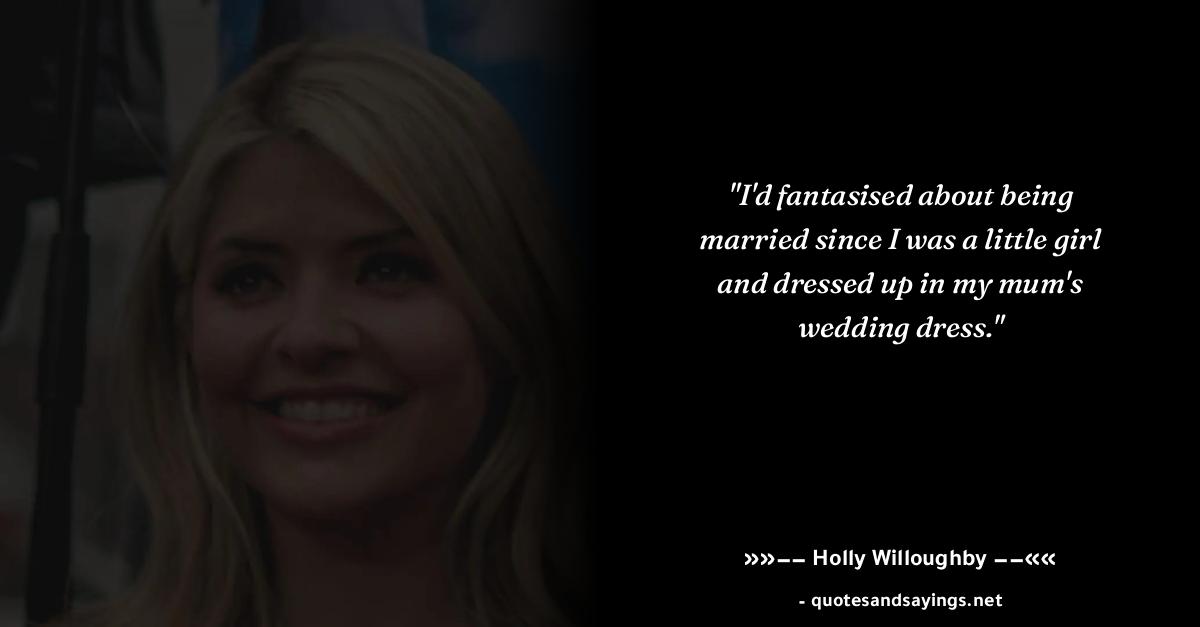 "I'd fantasised about being
married since I was a little girl
and dressed up in my mum's
wedding dress."
»»-- Holly Willoughby --««
- quotesandsayings.net